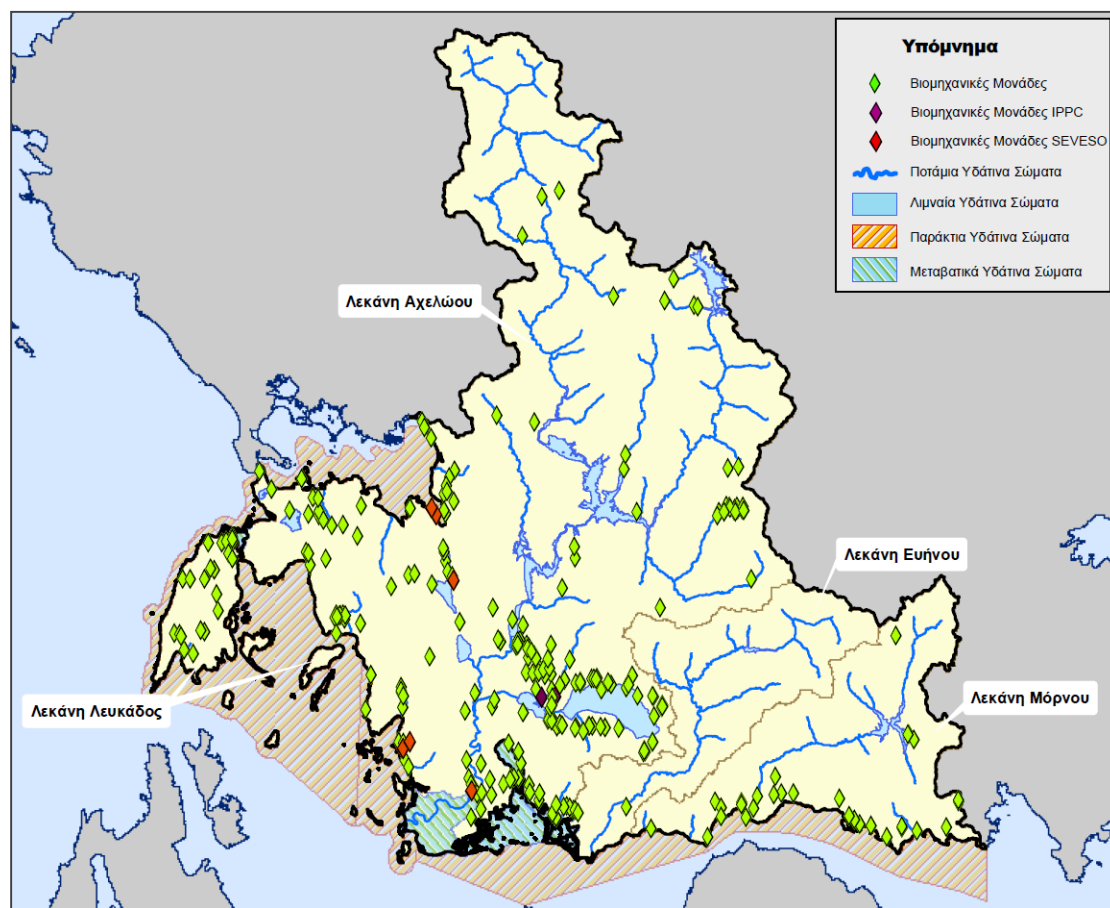 Υπόμνημα
Βιομηχανικές Μονάδες
Βιομηχανικές Μονάδες IPPC
Βιομηχανικές Μονάδες SEVESO
Ποτάμια Υδάτινα Σώματα
Λιμναία Υδάτινα Σώματα
Παράκτια Υδάτινα Σώματα
Μεταβατικά Υδάτινα Σώματα
Λεκάνη Αχελώου
Λεκάνη Ευήνου
Λεκάνη Μόρνου
Λεκάνη Λευκάδος